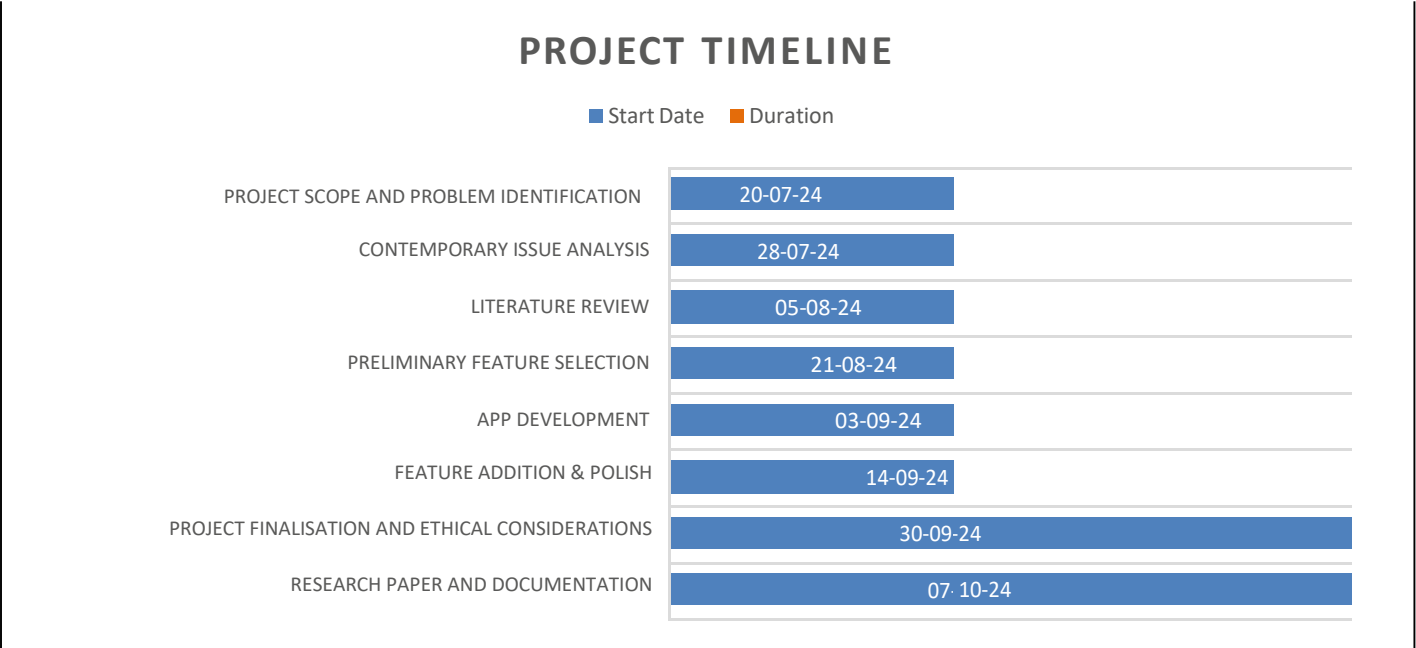 PROJECT TIMELINE
Start Date Duration
PROJECT SCOPE AND PROBLEM IDENTIFICATION 20-07-24
CONTEMPORARY ISSUE ANALYSIS 28-07-24
LITERATURE REVIEW 05-08-24
PRELIMINARY FEATURE SELECTION 21-08-24
APP DEVELOPMENT 03-09-24
FEATURE ADDITION & POLISH 14-09-24
PROJECT FINALISATION AND ETHICAL CONSIDERATIONS 30-09-24
RESEARCH PAPER AND DOCUMENTATION 07-10-24